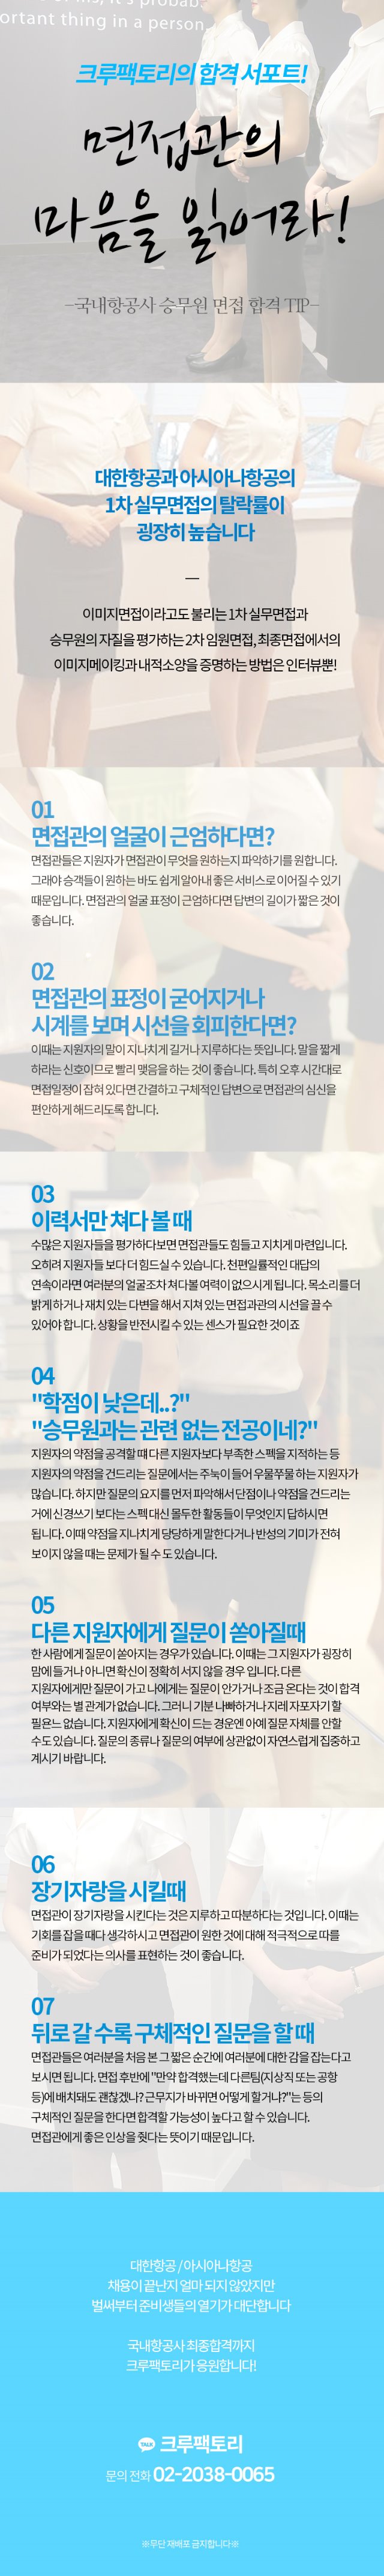 ortant thing in a person.
크루팩토리의 합격 서포트!
면접관의
마음을 읽어라!
-국내항공사 승무원 면접 합격 TIP-
대한항공과 아시아나항공의
1차 실무면접의 탈락률이
굉장히 높습니다
이미지면접이라고도 불리는 1차 실무면접과
승무원의 자질을 평가하는 2차 임원면접, 최종면접에서의
이미지메이킹과 내적소양을 증명하는 방법은 인터뷰뿐!
01
면접관의 얼굴이 근엄하다면?
면접관들은 지원자가 면접관이 무엇을 원하는지 파악하기를 원합니다.
그래야 승객들이 원하는 바도 쉽게 알아내 좋은 서비스로 이어질 수 있기
때문입니다. 면접관의 얼굴 표정이 근엄하다면 답변의 길이가 짧은 것이
좋습니다.
02
면접관의 표정이 굳어지거나
시계를 보며 시선을 회피한다면?
이때는 지원자의 말이 지나치게 길거나 지루하다는 뜻입니다. 말을 짧게
하라는 신호이므로 빨리 맺음을 하는 것이 좋습니다. 특히 오후 시간대로
면접일정이 잡혀 있다면 간결하고 구체적인 답변으로 면접관의 심신을
편안하게 해드리도록 합니다.
03
이력서만 쳐다 볼 때
수많은 지원자들을 평가하다보면 면접관들도 힘들고 지치게 마련입니다.
오히려 지원자들 보다 더 힘드실 수 있습니다. 천편일률적인 대답의
연속이라면 여러분의 얼굴조차 쳐다볼 여력이 없으시게 됩니다. 목소리를 더
밝게 하거나 재치 있는 다변을 해서 지쳐 있는 면접과관의 시선을 끌 수
있어야 합니다. 상황을 반전시킬 수 있는 센스가 필요한 것이죠
04
"학점이 낮은데..?"
"승무원과는 관련 없는 전공이네?"
지원자의 약점을 공격할 때 다른 지원자보다 부족한 스펙을 지적하는 등
지원자의 약점을 건드리는 질문에서는 주눅이 들어 우물쭈물 하는 지원자가
많습니다. 하지만 질문의 요지를 먼저 파악해서 단점이나 약점을 건드리는
거에 신경쓰기 보다는 스펙 대신 몰두한 활동들이 무엇인지 답하시면
됩니다. 이때 약점을 지나치게 당당하게 말한다거나 반성의 기미가 전혀
보이지 않을 때는 문제가 될 수 도 있습니다.
05
다른 지원자에게 질문이 쏟아질때
한 사람에게 질문이 쏟아지는 경우가 있습니다. 이때는 그 지원자가 굉장히
맘에 들거나 아니면 확신이 정확히 서지 않을 경우 입니다. 다른
지원자에게만 질문이 가고 나에게는 질문이 안가거나 조금 온다는 것이 합격
여부와는 별 관계가 없습니다. 그러니 기분 나빠하거나 지레 자포자기 할
필욘느 없습니다. 지원자에게 확신이 드는 경운엔 아예 질문 자체를 안할
수도 있습니다. 질문의 종류나 질문의 여부에 상관없이 자연스럽게 집중하고
계시기 바랍니다.
06
장기자랑을 시킬때
면접관이 장기자랑을 시킨다는 것은 지루하고 따분하다는 것입니다. 이때는
기회를 잡을 때다 생각하시고 면접관이 원한 것에 대해 적극적으로 따를
준비가 되었다는 의사를 표현하는 것이 좋습니다.
07
뒤로 갈 수록 구체적인 질문을 할 때
면접관들은 여러분을 처음 본 그 짧은 순간에 여러분에 대한 감을 잡는다고
보시면 됩니다. 면접 후반에 "만약 합격했는데 다른팀(지상직 또는 공항
등)에 배치돼도 괜찮겠나? 근무지가 바뀌면 어떻게 할거냐?"는 등의
구체적인 질문을 한다면 합격할 가능성이 높다고 할 수 있습니다.
면접관에게 좋은 인상을 줫다는 뜻이기 때문입니다.
대한항공 / 아시아나항공
채용이 끝난지 얼마 되지 않았지만
벌써부터 준비생들의 열기가 대단합니다
국내항공사 최종합격까지
크루팩토리가 응원합니다!
TALK 크루팩토리
문의 전화 02-2038-0065
※무단 재배포 금지합니다※